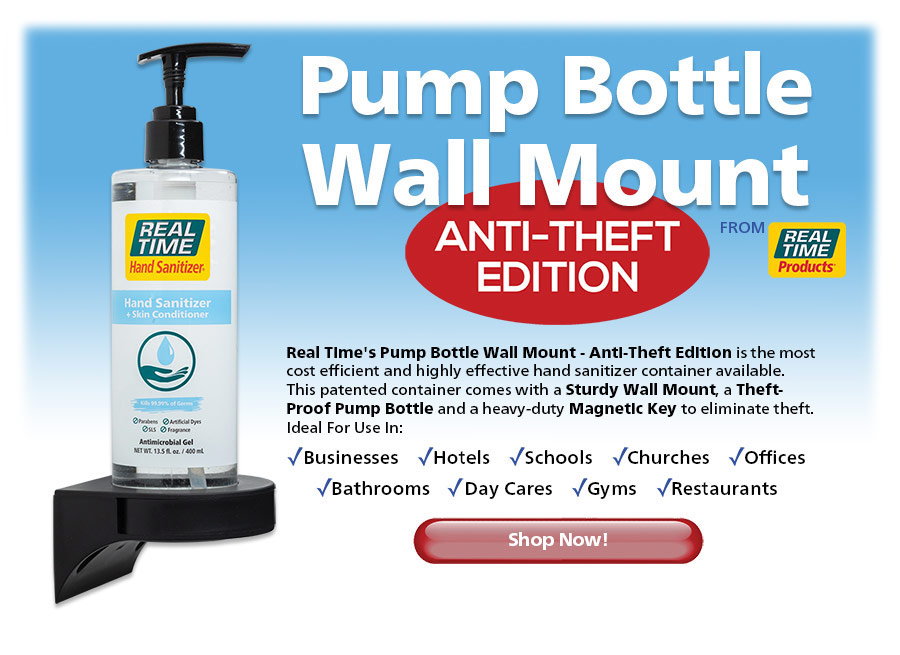 Pump Bottle
Wall Mount
ANTI-THEFT
EDITION
FROM
REAL
TIME
Products
REAL
TIME
Hand Sanitizer
Hand Sanitizer
+ Skin Conditioner
Kills 99.99% of Germs
Parabens Artificial Dyes
SLS Fragrance
Antimicrobial Gel
NET WT. 13.5 fl. oz. / 400 mL
Real Time's Pump Bottle Wall Mount - Anti-Theft Edition is the most
cost efficient and highly effective hand sanitizer container available.
This patented container comes with a Sturdy Wall Mount, a Theft-
Proof Pump Bottle and a heavy-duty Magnetic Key to eliminate theft.
Ideal For Use In:
✓Businesses ✓Hotels ✓Schools ✓Churches ✓Offices
✓Bathrooms ✓Day Cares ✓Gyms ✓Restaurants
Shop Now!